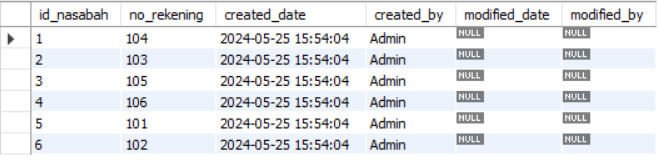 id_nasabah no_rekening created_date created_by modified_date modified_by
1 104 2024-05-25 15:54:04 Admin NULL NULL
2 103 2024-05-25 15:54:04 Admin NULL NULL
3 105 2024-05-25 15:54:04 Admin NULL NULL
4 106 2024-05-25 15:54:04 Admin NULL NULL
5 101 2024-05-25 15:54:04 Admin NULL NULL
6 102 2024-05-25 15:54:04 Admin NULL NULL